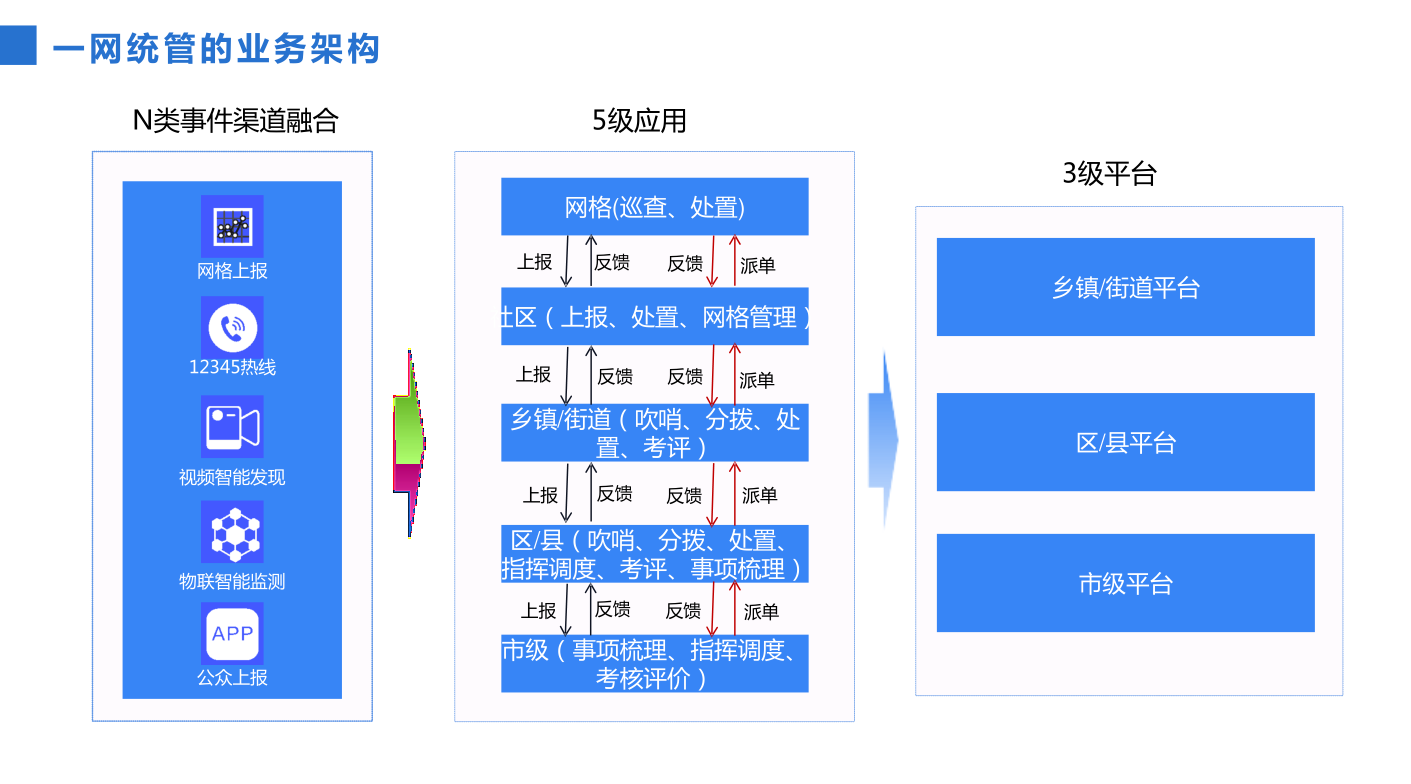 一网统管的业务架构
N类事件渠道融合
网格上报
12345热线
视频智能发现
物联智能监测
APP
公众上报
5级应用
网格(巡查、处置)
上报 反馈 反馈 派单
社区（上报、处置、网格管理）
上报 反馈 反馈 派单
乡镇/街道（吹哨、分拨、处
置、考评）
上报 反馈 反馈 派单
区/县（吹哨、分拨、处置、
指挥调度、考评、事项梳理）
上报 反馈 反馈 派单
市级（事项梳理、指挥调度、
考核评价）
3级平台
乡镇/街道平台
区/县平台
市级平台